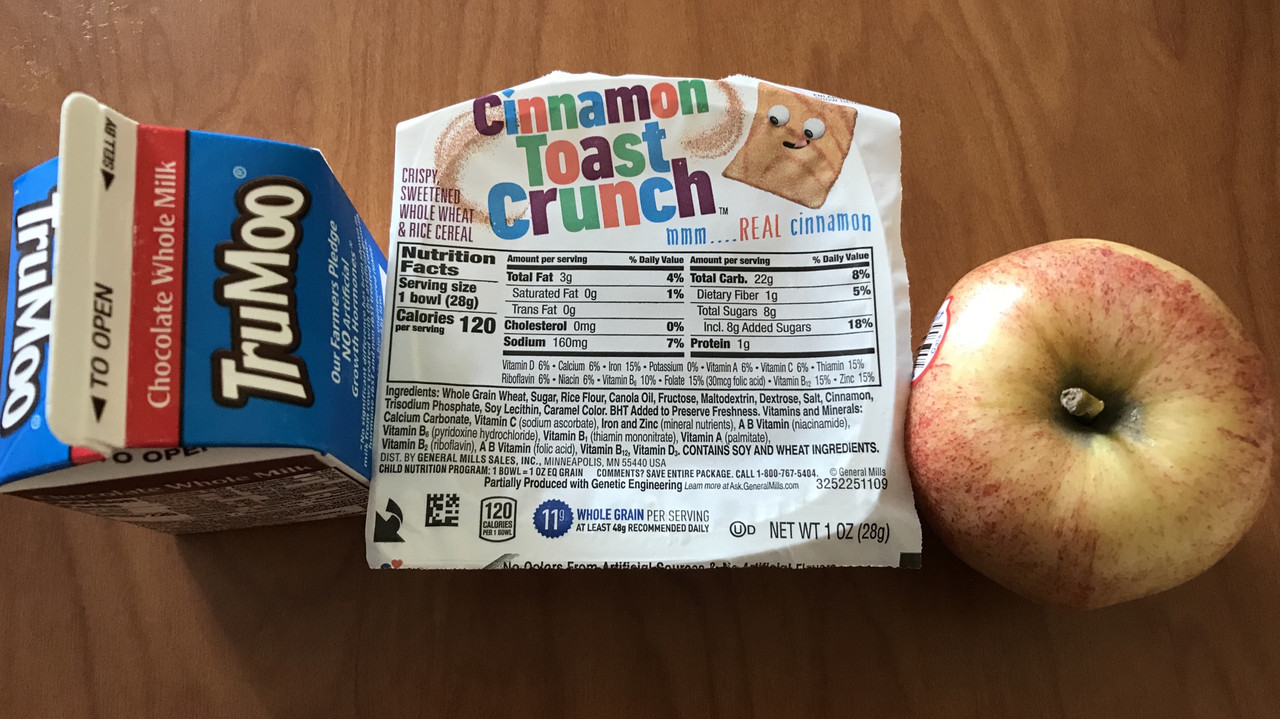 TruMoo®
TO OPEN
SELL BY
Chocolate Whole Milk
TruMoo®
Our Farmers Pledge
NO Artificial
Growth Hormones*
O OPEN
Chocolate Whole Milk
Cinnamon
Toast
Crunch™
CRISPY,
SWEETENED
WHOLE WHEAT
& RICE CEREAL
mmm....REAL cinnamon
Nutrition
Facts
Serving size
1 bowl (28g)
Calories 120
per serving
Amount per serving % Daily Value
Total Fat 3g 4%
Saturated Fat 0g 1%
Trans Fat 0g
Cholesterol 0mg 0%
Sodium 160mg 7%
Amount per serving % Daily Value
Total Carb. 22g 8%
Dietary Fiber 1g 5%
Total Sugars 8g
Incl. 8g Added Sugars 18%
Protein 1g
Vitamin D 6% • Calcium 6% • Iron 15% • Potassium 0% • Vitamin A 6% • Vitamin C 6% • Thiamin 15%
Riboflavin 6% • Niacin 6% • Vitamin B6 10% • Folate 15% (30mcg folic acid) • Vitamin B12 15% • Zinc 15%
Ingredients: Whole Grain Wheat, Sugar, Rice Flour, Canola Oil, Fructose, Maltodextrin, Dextrose, Salt, Cinnamon,
Trisodium Phosphate, Soy Lecithin, Caramel Color. BHT Added to Preserve Freshness. Vitamins and Minerals:
Calcium Carbonate, Vitamin C (sodium ascorbate), Iron and Zinc (mineral nutrients), A B Vitamin (niacinamide),
Vitamin B6 (pyridoxine hydrochloride), Vitamin B1 (thiamin mononitrate), Vitamin A (palmitate),
Vitamin B2 (riboflavin), A B Vitamin (folic acid), Vitamin B12, Vitamin D3. CONTAINS SOY AND WHEAT INGREDIENTS.
DIST. BY GENERAL MILLS SALES, INC., MINNEAPOLIS, MN 55440 USA
CHILD NUTRITION PROGRAM: 1 BOWL = 1 OZ EQ GRAIN COMMENTS? SAVE ENTIRE PACKAGE. CALL 1-800-767-5404. © General Mills
Partially Produced with Genetic Engineering Learn more at Ask.GeneralMills.com 3252251109
120
CALORIES
PER 1 BOWL
11g WHOLE GRAIN PER SERVING
AT LEAST 48g RECOMMENDED DAILY
UD NET WT 1 OZ (28g)
No Colors From Artificial Sources & No Artificial Flavors